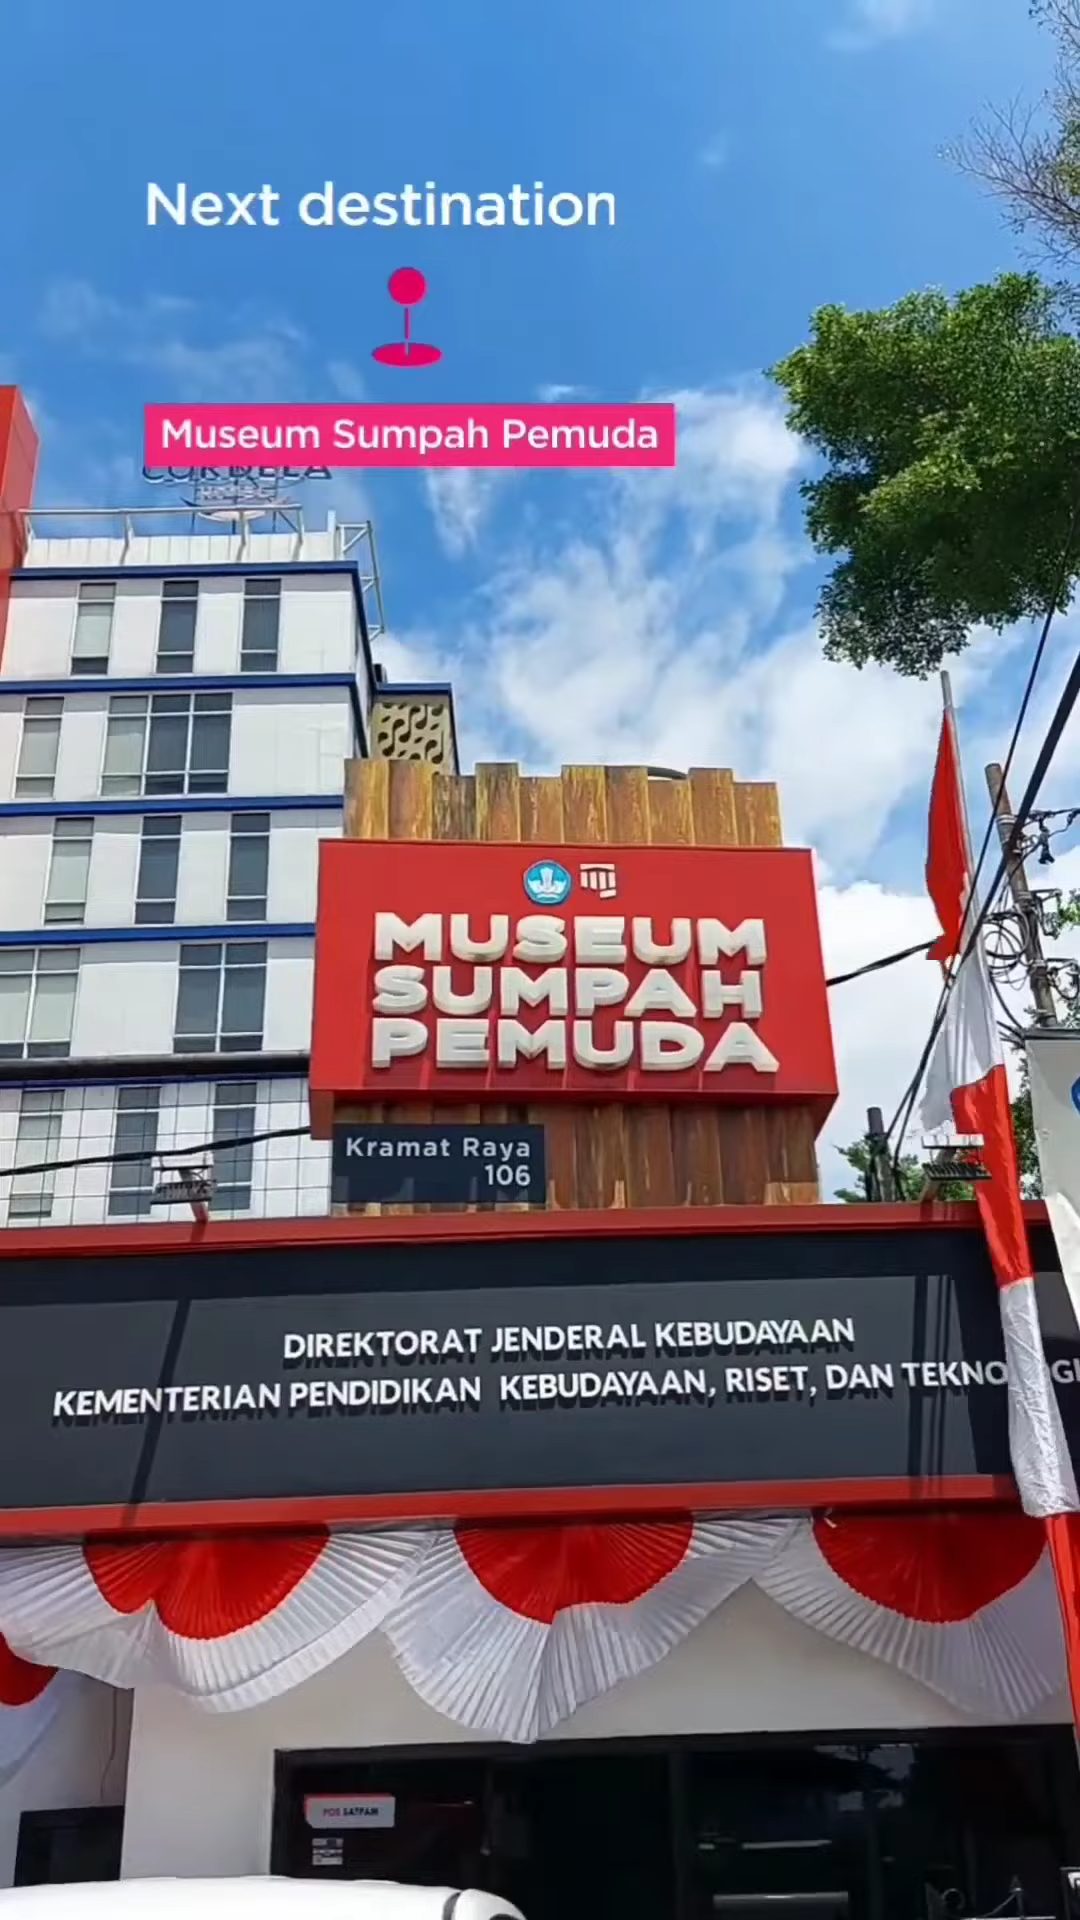 Next destination
Museum Sumpah Pemuda
MUSEUM
SUMPAH
PEMUDA
Kramat Raya
106
DIREKTORAT JENDERAL KEBUDAYAAN
KEMENTERIAN PENDIDIKAN KEBUDAYAAN, RISET, DAN
POS SATPAM